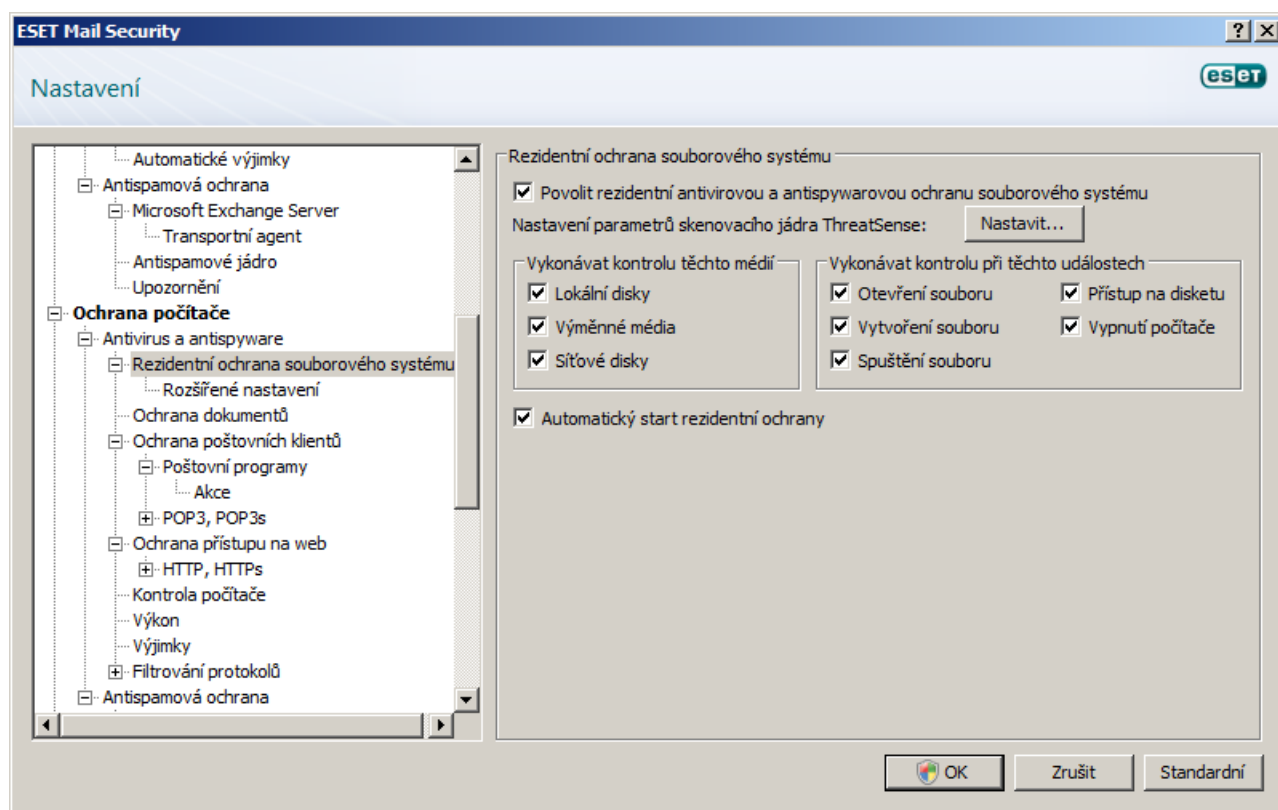 ESET Mail Security
Nastavení
eseT
Automatické výjimky
Antispamová ochrana
Microsoft Exchange Server
Transportní agent
Antispamové jádro
Upozornění
Ochrana počítače
Antivirus a antispyware
Rezidentní ochrana souborového systému
Rozšířené nastavení
Ochrana dokumentů
Ochrana poštovních klientů
Poštovní programy
Akce
POP3, POP3s
Ochrana přístupu na web
HTTP, HTTPs
Kontrola počítače
Výkon
Výjimky
Filtrování protokolů
Antispamová ochrana
Rezidentní ochrana souborového systému
Povolit rezidentní antivirovou a antispywarovou ochranu souborového systému
Nastavení parametrů skenovacího jádra ThreatSense: Nastavit...
Vykonávat kontrolu těchto médií
Lokální disky
Výměnné média
Síťové disky
Vykonávat kontrolu při těchto událostech
Otevření souboru Přístup na disketu
Vytvoření souboru Vypnutí počítače
Spuštění souboru
Automatický start rezidentní ochrany
OK Zrušit Standardní